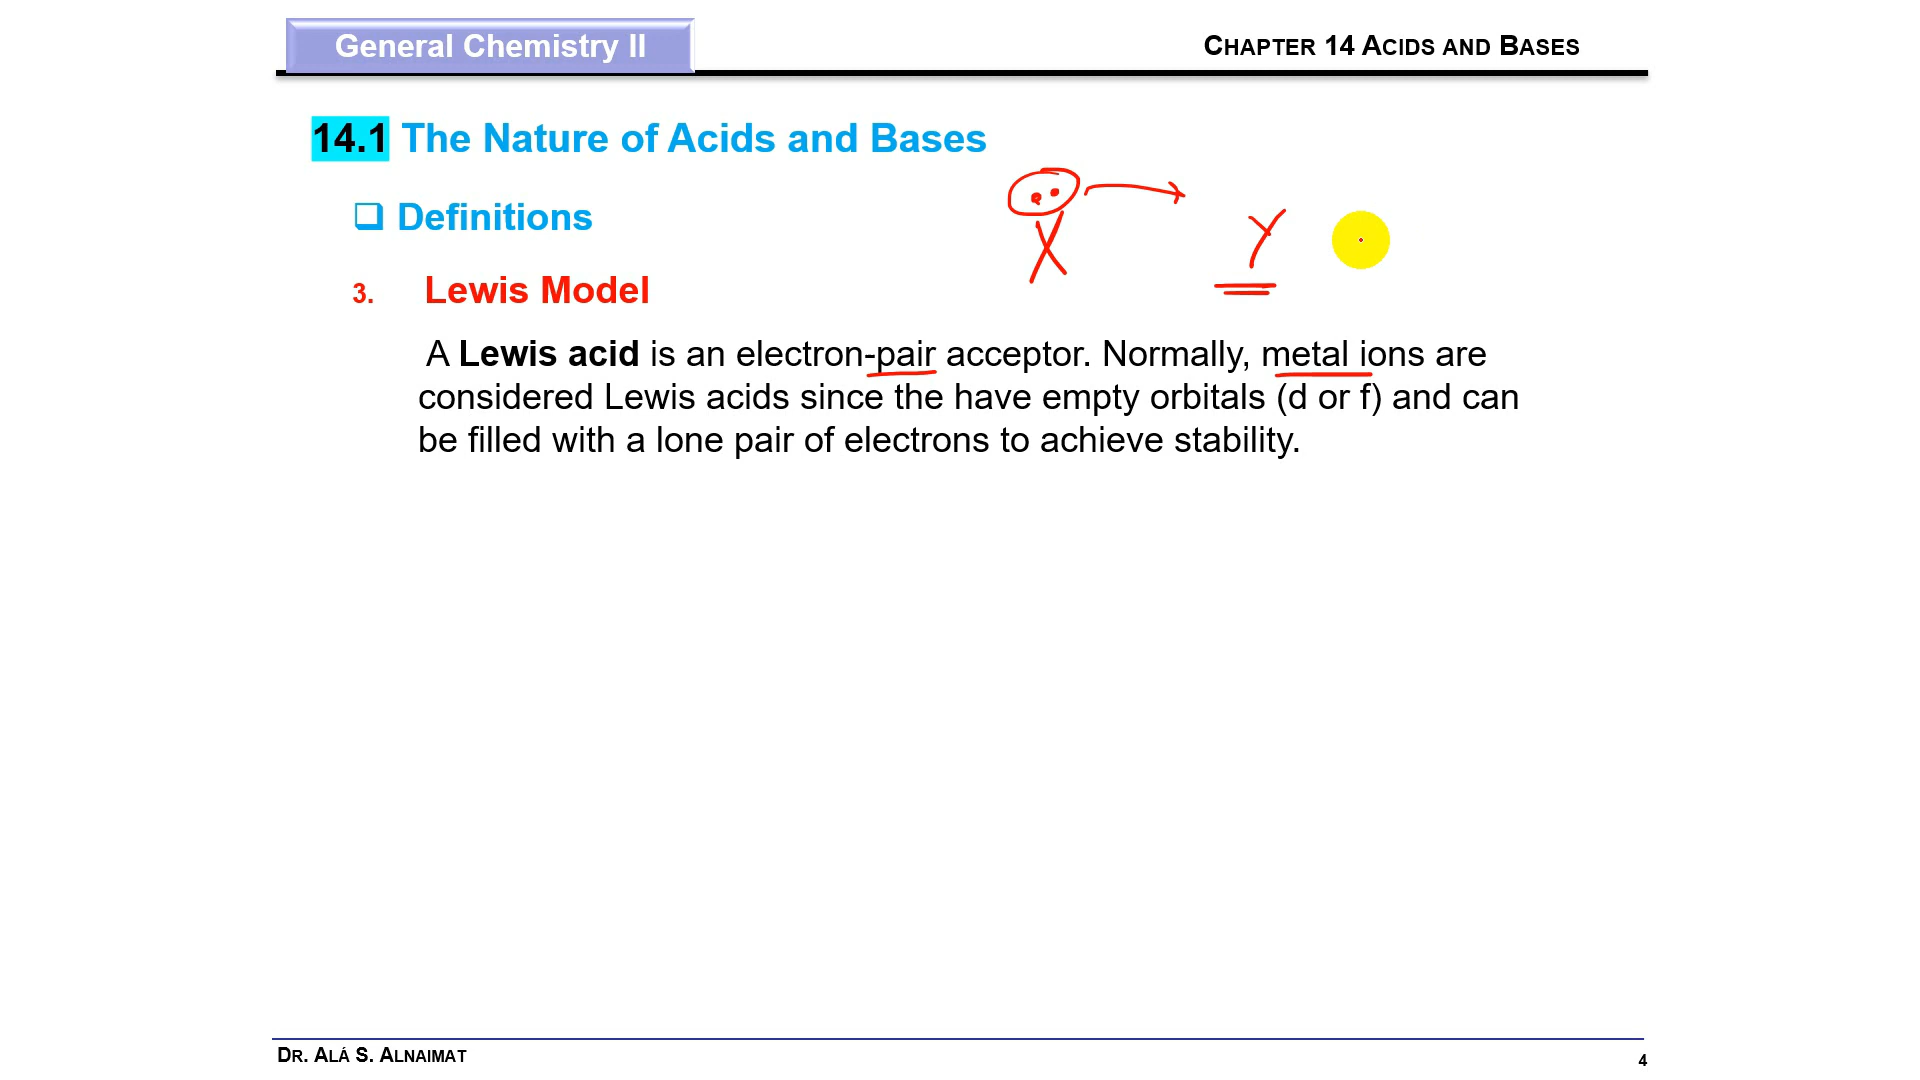 General Chemistry II
CHAPTER 14 ACIDS AND BASES
14.1 The Nature of Acids and Bases
❑ Definitions
X Y
3. Lewis Model
A Lewis acid is an electron-pair acceptor. Normally, metal ions are
considered Lewis acids since the have empty orbitals (d or f) and can
be filled with a lone pair of electrons to achieve stability.
DR. ALÁ S. ALNAIMAT
4